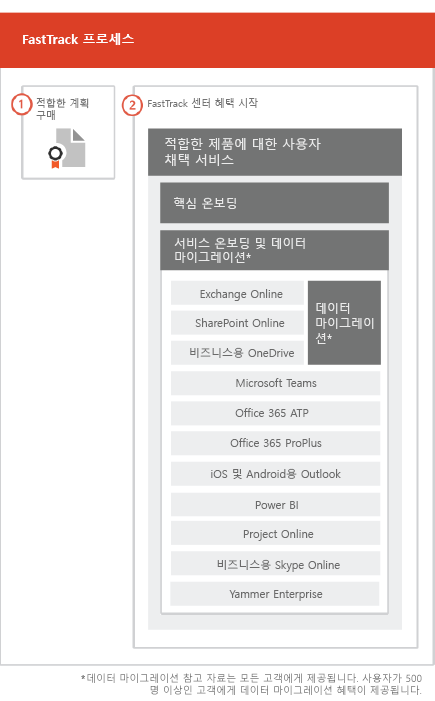 FastTrack 프로세스
1 적합한 계획
구매
2 FastTrack 센터 혜택 시작
적합한 제품에 대한 사용자
채택 서비스
핵심 온보딩
서비스 온보딩 및 데이터
마이그레이션*
Exchange Online
SharePoint Online
비즈니스용 OneDrive
데이터
마이그레이
션*
Microsoft Teams
Office 365 ATP
Office 365 ProPlus
iOS 및 Android용 Outlook
Power BI
Project Online
비즈니스용 Skype Online
Yammer Enterprise
*데이터 마이그레이션 참고 자료는 모든 고객에게 제공됩니다. 사용자가 500
명 이상인 고객에게 데이터 마이그레이션 혜택이 제공됩니다.